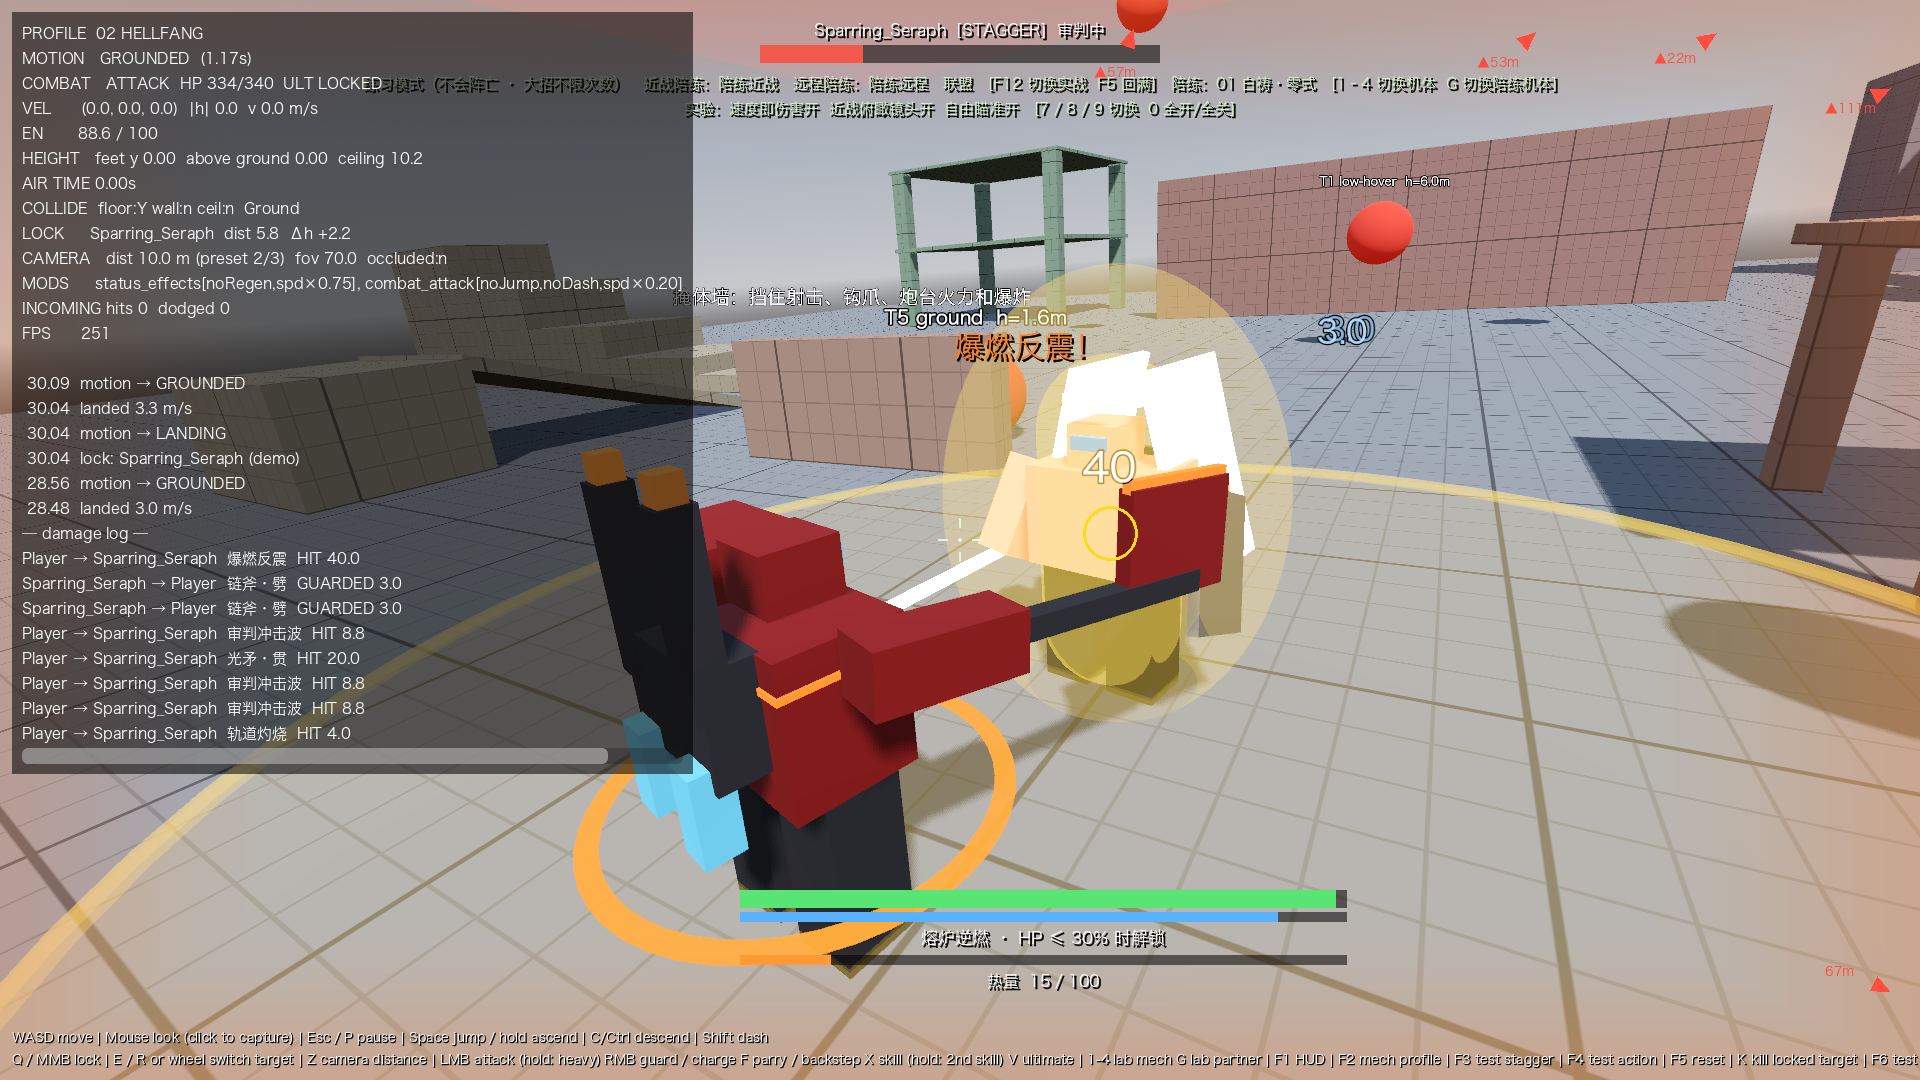 PROFILE  02 HELLFANG
MOTION   GROUNDED  (1.17s)
COMBAT   ATTACK  HP 334/340  ULT LOCKED
VEL      (0.0, 0.0, 0.0)  |h| 0.0  v 0.0 m/s
EN       88.6 / 100
HEIGHT   feet y 0.00  above ground 0.00  ceiling 10.2
AIR TIME 0.00s
COLLIDE  floor:Y wall:n ceil:n  Ground
LOCK     Sparring_Seraph  dist 5.8  Δh +2.2
CAMERA   dist 10.0 m (preset 2/3)  fov 70.0  occluded:n
MODS     status_effects[noRegen,spd×0.75], combat_attack[noJump,noDash,spd×0.20]
INCOMING hits 0  dodged 0
FPS      251
30.09  motion → GROUNDED
30.04  landed 3.3 m/s
30.04  motion → LANDING
30.04  lock: Sparring_Seraph (demo)
28.56  motion → GROUNDED
28.48  landed 3.0 m/s
— damage log —
Player → Sparring_Seraph  爆燃反震  HIT 40.0
Sparring_Seraph → Player  链斧·劈  GUARDED 3.0
Sparring_Seraph → Player  链斧·劈  GUARDED 3.0
Player → Sparring_Seraph  审判冲击波  HIT 8.8
Player → Sparring_Seraph  光矛·贯  HIT 20.0
Player → Sparring_Seraph  审判冲击波  HIT 8.8
Player → Sparring_Seraph  审判冲击波  HIT 8.8
Player → Sparring_Seraph  轨道灼烧  HIT 4.0
Sparring_Seraph  [STAGGER]  审判中
▲57m
▲53m
▲22m
▲111m
习模式（不会阵亡 · 大招不限次数）  近战陪练：陪练近战  远程陪练：陪练远程  联盟  [F12 切换实战  F5 回满]  陪练：01 白祷·零式  [1 - 4 切换机体  G 切换陪练机体]
实验：速度即伤害开  近战俯瞰镜头开  自由瞄准开  [7 / 8 / 9 切换  0 全开/全关]
T1 low-hover  h=6.0m
体墙：挡住射击、钩爪、炮台火力和爆炸
T5 ground  h=1.6m
爆燃反震！
40
熔炉逆燃 · HP ≤ 30% 时解锁
热量  15 / 100
67m
WASD move | Mouse look (click to capture) | Esc / P pause | Space jump / hold ascend | C/Ctrl descend | Shift dash
Q / MMB lock | E / R or wheel switch target | Z camera distance | LMB attack (hold: heavy) RMB guard / charge F parry / backstep X skill (hold: 2nd skill) V ultimate | 1-4 lab mech G lab partner | F1 HUD | F2 mech profile | F3 test stagger | F4 test action | F5 reset | K kill locked target | F6 test